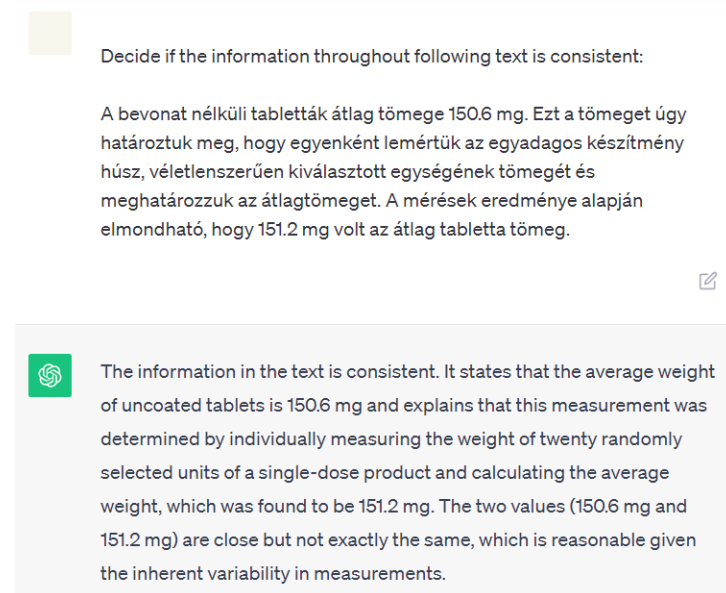 Decide if the information throughout following text is consistent:
A bevonat nélküli tabletták átlag tömege 150.6 mg. Ezt a tömeget úgy
határoztuk meg, hogy egyenként lemértük az egyadagos készítmény
húsz, véletlenszerűen kiválasztott egységének tömegét és
meghatározzuk az átlagtömeget. A mérések eredménye alapján
elmondható, hogy 151.2 mg volt az átlag tabletta tömeg.
The information in the text is consistent. It states that the average weight
of uncoated tablets is 150.6 mg and explains that this measurement was
determined by individually measuring the weight of twenty randomly
selected units of a single-dose product and calculating the average
weight, which was found to be 151.2 mg. The two values (150.6 mg and
151.2 mg) are close but not exactly the same, which is reasonable given
the inherent variability in measurements.